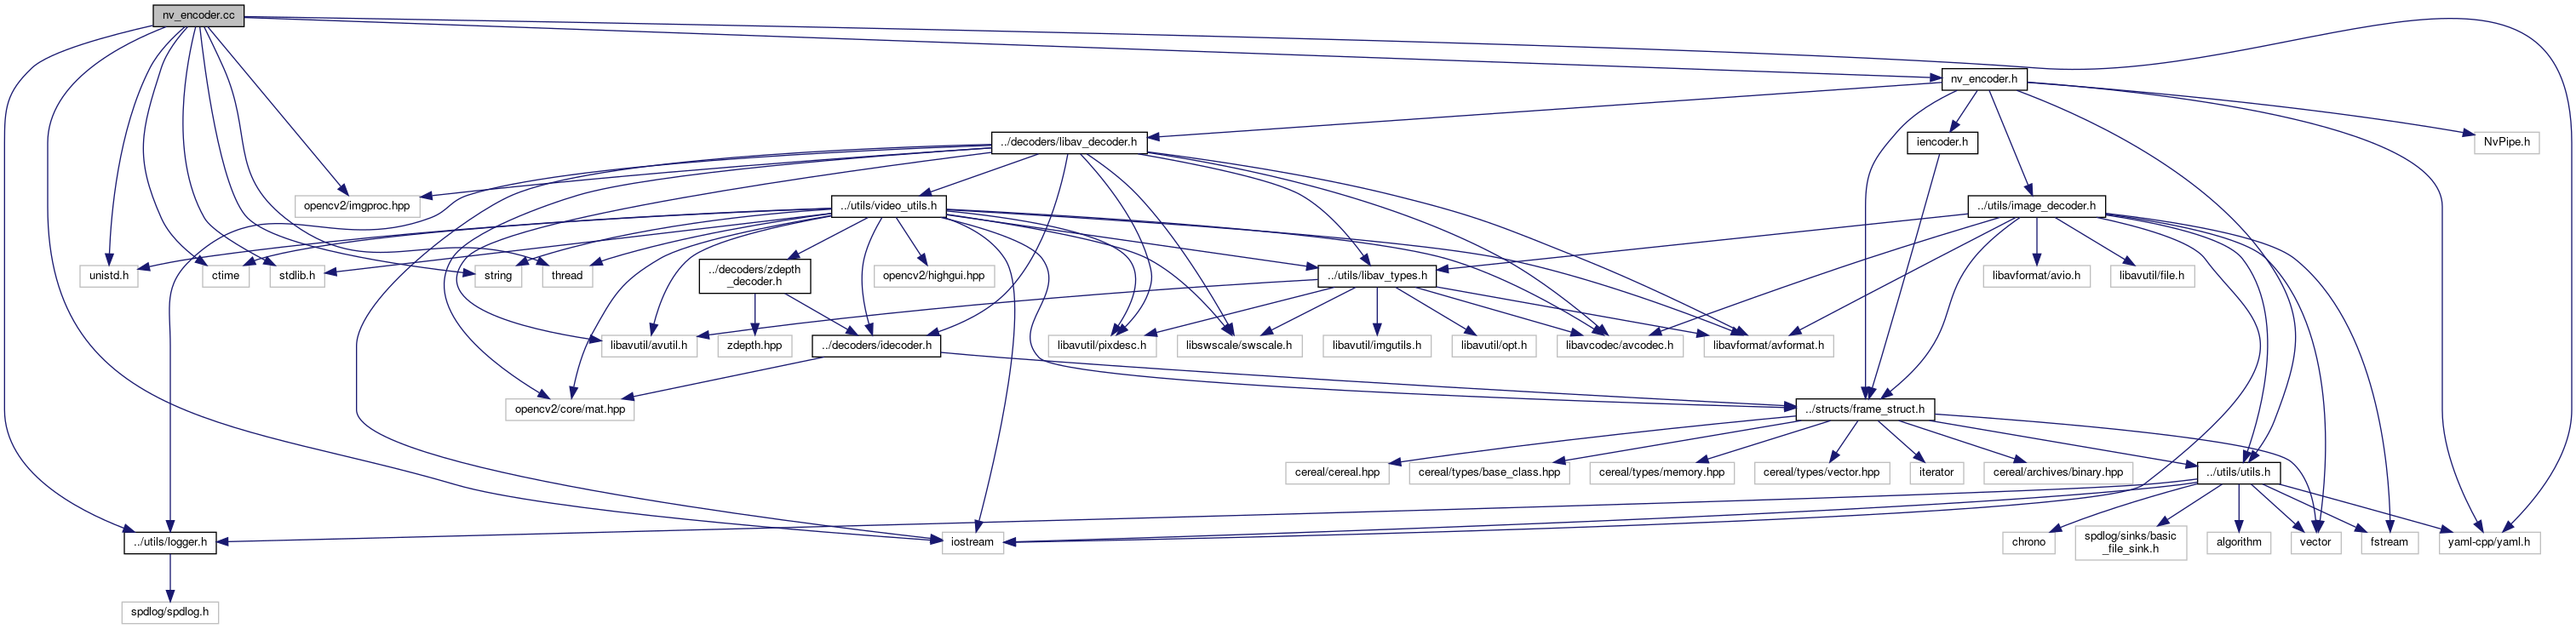 nv_encoder.cc
nv_encoder.h
../decoders/libav_decoder.h
iencoder.h
NvPipe.h
opencv2/imgproc.hpp
../utils/video_utils.h
../utils/image_decoder.h
unistd.h
ctime
stdlib.h
string
thread
../decoders/zdepth
_decoder.h
opencv2/highgui.hpp
../utils/libav_types.h
libavformat/avio.h
libavutil/file.h
libavutil/avutil.h
zdepth.hpp
../decoders/idecoder.h
libavutil/pixdesc.h
libswscale/swscale.h
libavutil/imgutils.h
libavutil/opt.h
libavcodec/avcodec.h
libavformat/avformat.h
opencv2/core/mat.hpp
../structs/frame_struct.h
cereal/cereal.hpp
cereal/types/base_class.hpp
cereal/types/memory.hpp
cereal/types/vector.hpp
iterator
cereal/archives/binary.hpp
../utils/utils.h
../utils/logger.h
iostream
chrono
spdlog/sinks/basic
_file_sink.h
algorithm
vector
fstream
yaml-cpp/yaml.h
spdlog/spdlog.h